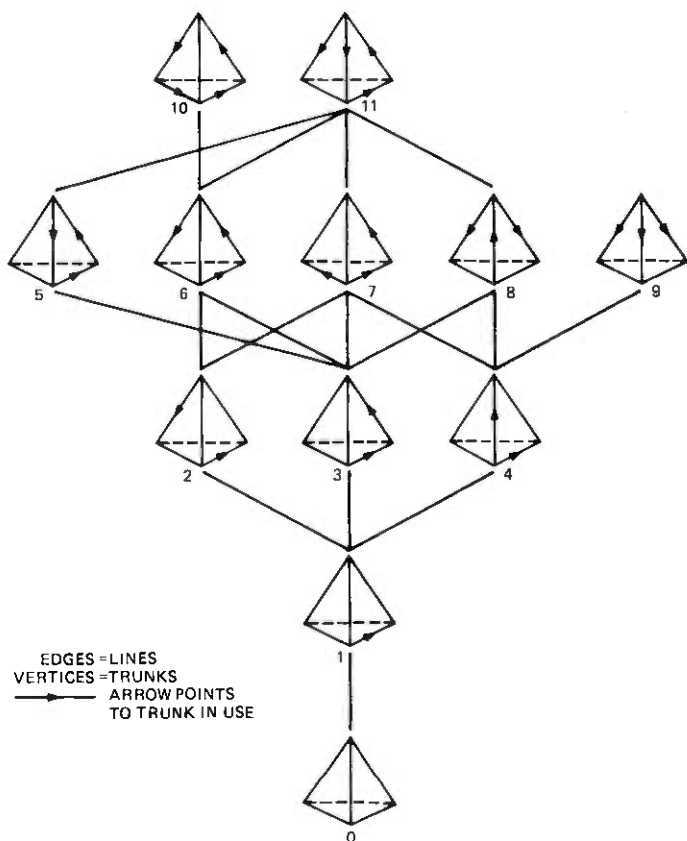 10 11
5 6 7 8 9
2 3 4
1
EDGES = LINES
VERTICES = TRUNKS
ARROW POINTS
TO TRUNK IN USE
0